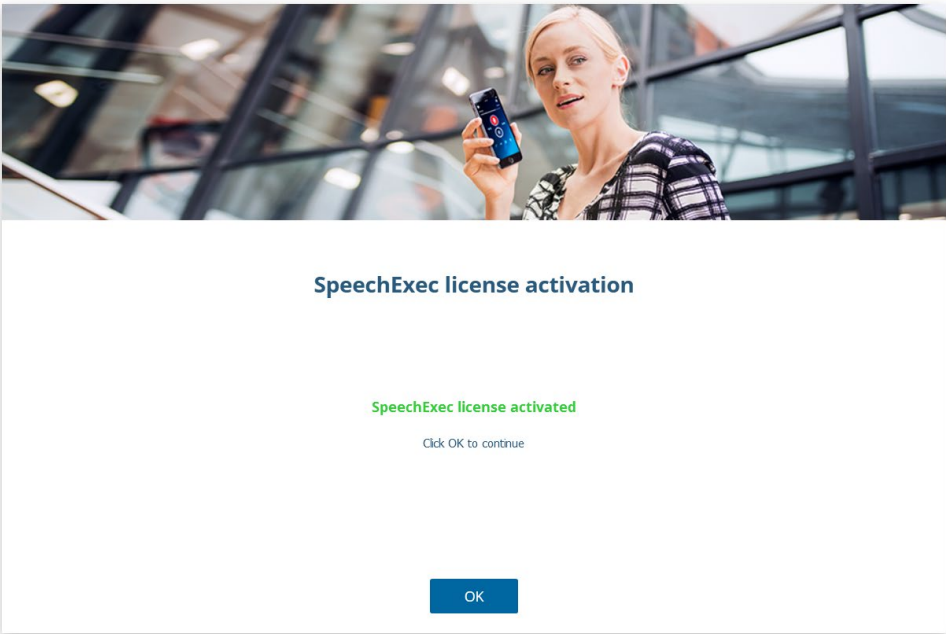 SpeechExec license activation
SpeechExec license activated
Click OK to continue
OK